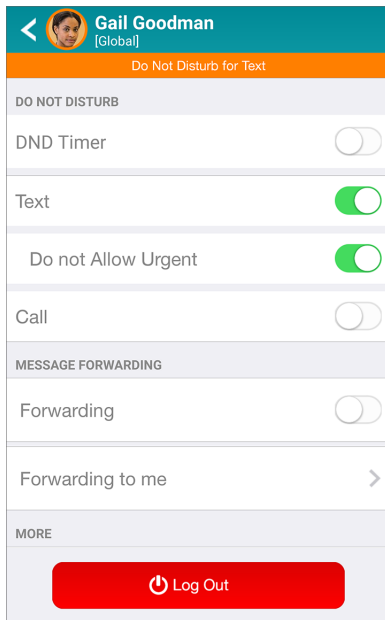 Gail Goodman
[Global]
Do Not Disturb for Text
DO NOT DISTURB
DND Timer
Text
Do not Allow Urgent
Call
MESSAGE FORWARDING
Forwarding
Forwarding to me
MORE
Log Out